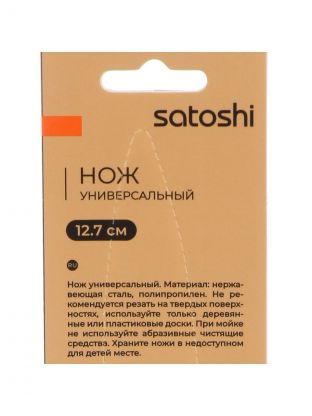 satoshi
НОЖ
УНИВЕРСАЛЬНЫЙ
12.7 см
RU
Нож универсальный. Материал: нержа-
веющая сталь, полипропилен. Не ре-
комендуется резать на твердых поверх-
ностях, используйте только деревян-
ные или пластиковые доски. При мойке
не используйте абразивные чистящие
средства. Храните ножи в недоступном
для детей месте.